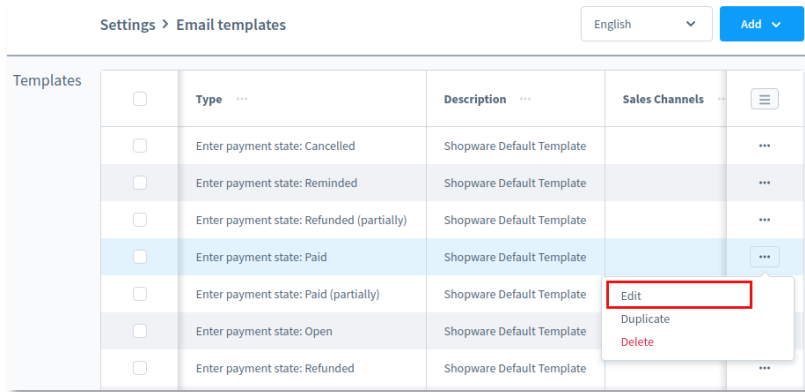 Settings > Email templates English Add
Templates
Type ... Description ... Sales Channels ...
Enter payment state: Cancelled Shopware Default Template ...
Enter payment state: Reminded Shopware Default Template ...
Enter payment state: Refunded (partially) Shopware Default Template ...
Enter payment state: Paid Shopware Default Template ...
Enter payment state: Paid (partially) Shopware Default Template Edit
Duplicate
Enter payment state: Open Shopware Default Template Delete
Enter payment state: Refunded Shopware Default Template ...